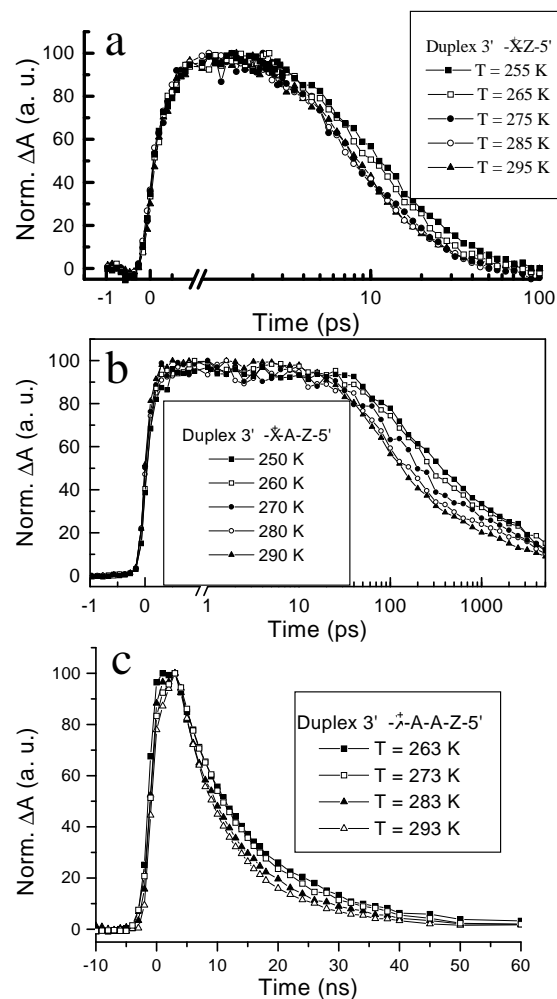 a
Duplex 3' -X⁺Z-5'
T = 255 K
T = 265 K
T = 275 K
T = 285 K
T = 295 K
Norm. ΔA (a. u.)
100
80
60
40
20
0
-1 0 10 100
Time (ps)
b
Duplex 3' -X⁺-A-Z-5'
250 K
260 K
270 K
280 K
290 K
Norm. ΔA (a. u.)
100
80
60
40
20
0
-1 0 1 10 100 1000
Time (ps)
c
Duplex 3' -
-A-A-Z-5'
T = 263 K
T = 273 K
T = 283 K
T = 293 K
Norm. ΔA (a. u.)
100
80
60
40
20
0
-10 0 10 20 30 40 50 60
Time (ns)